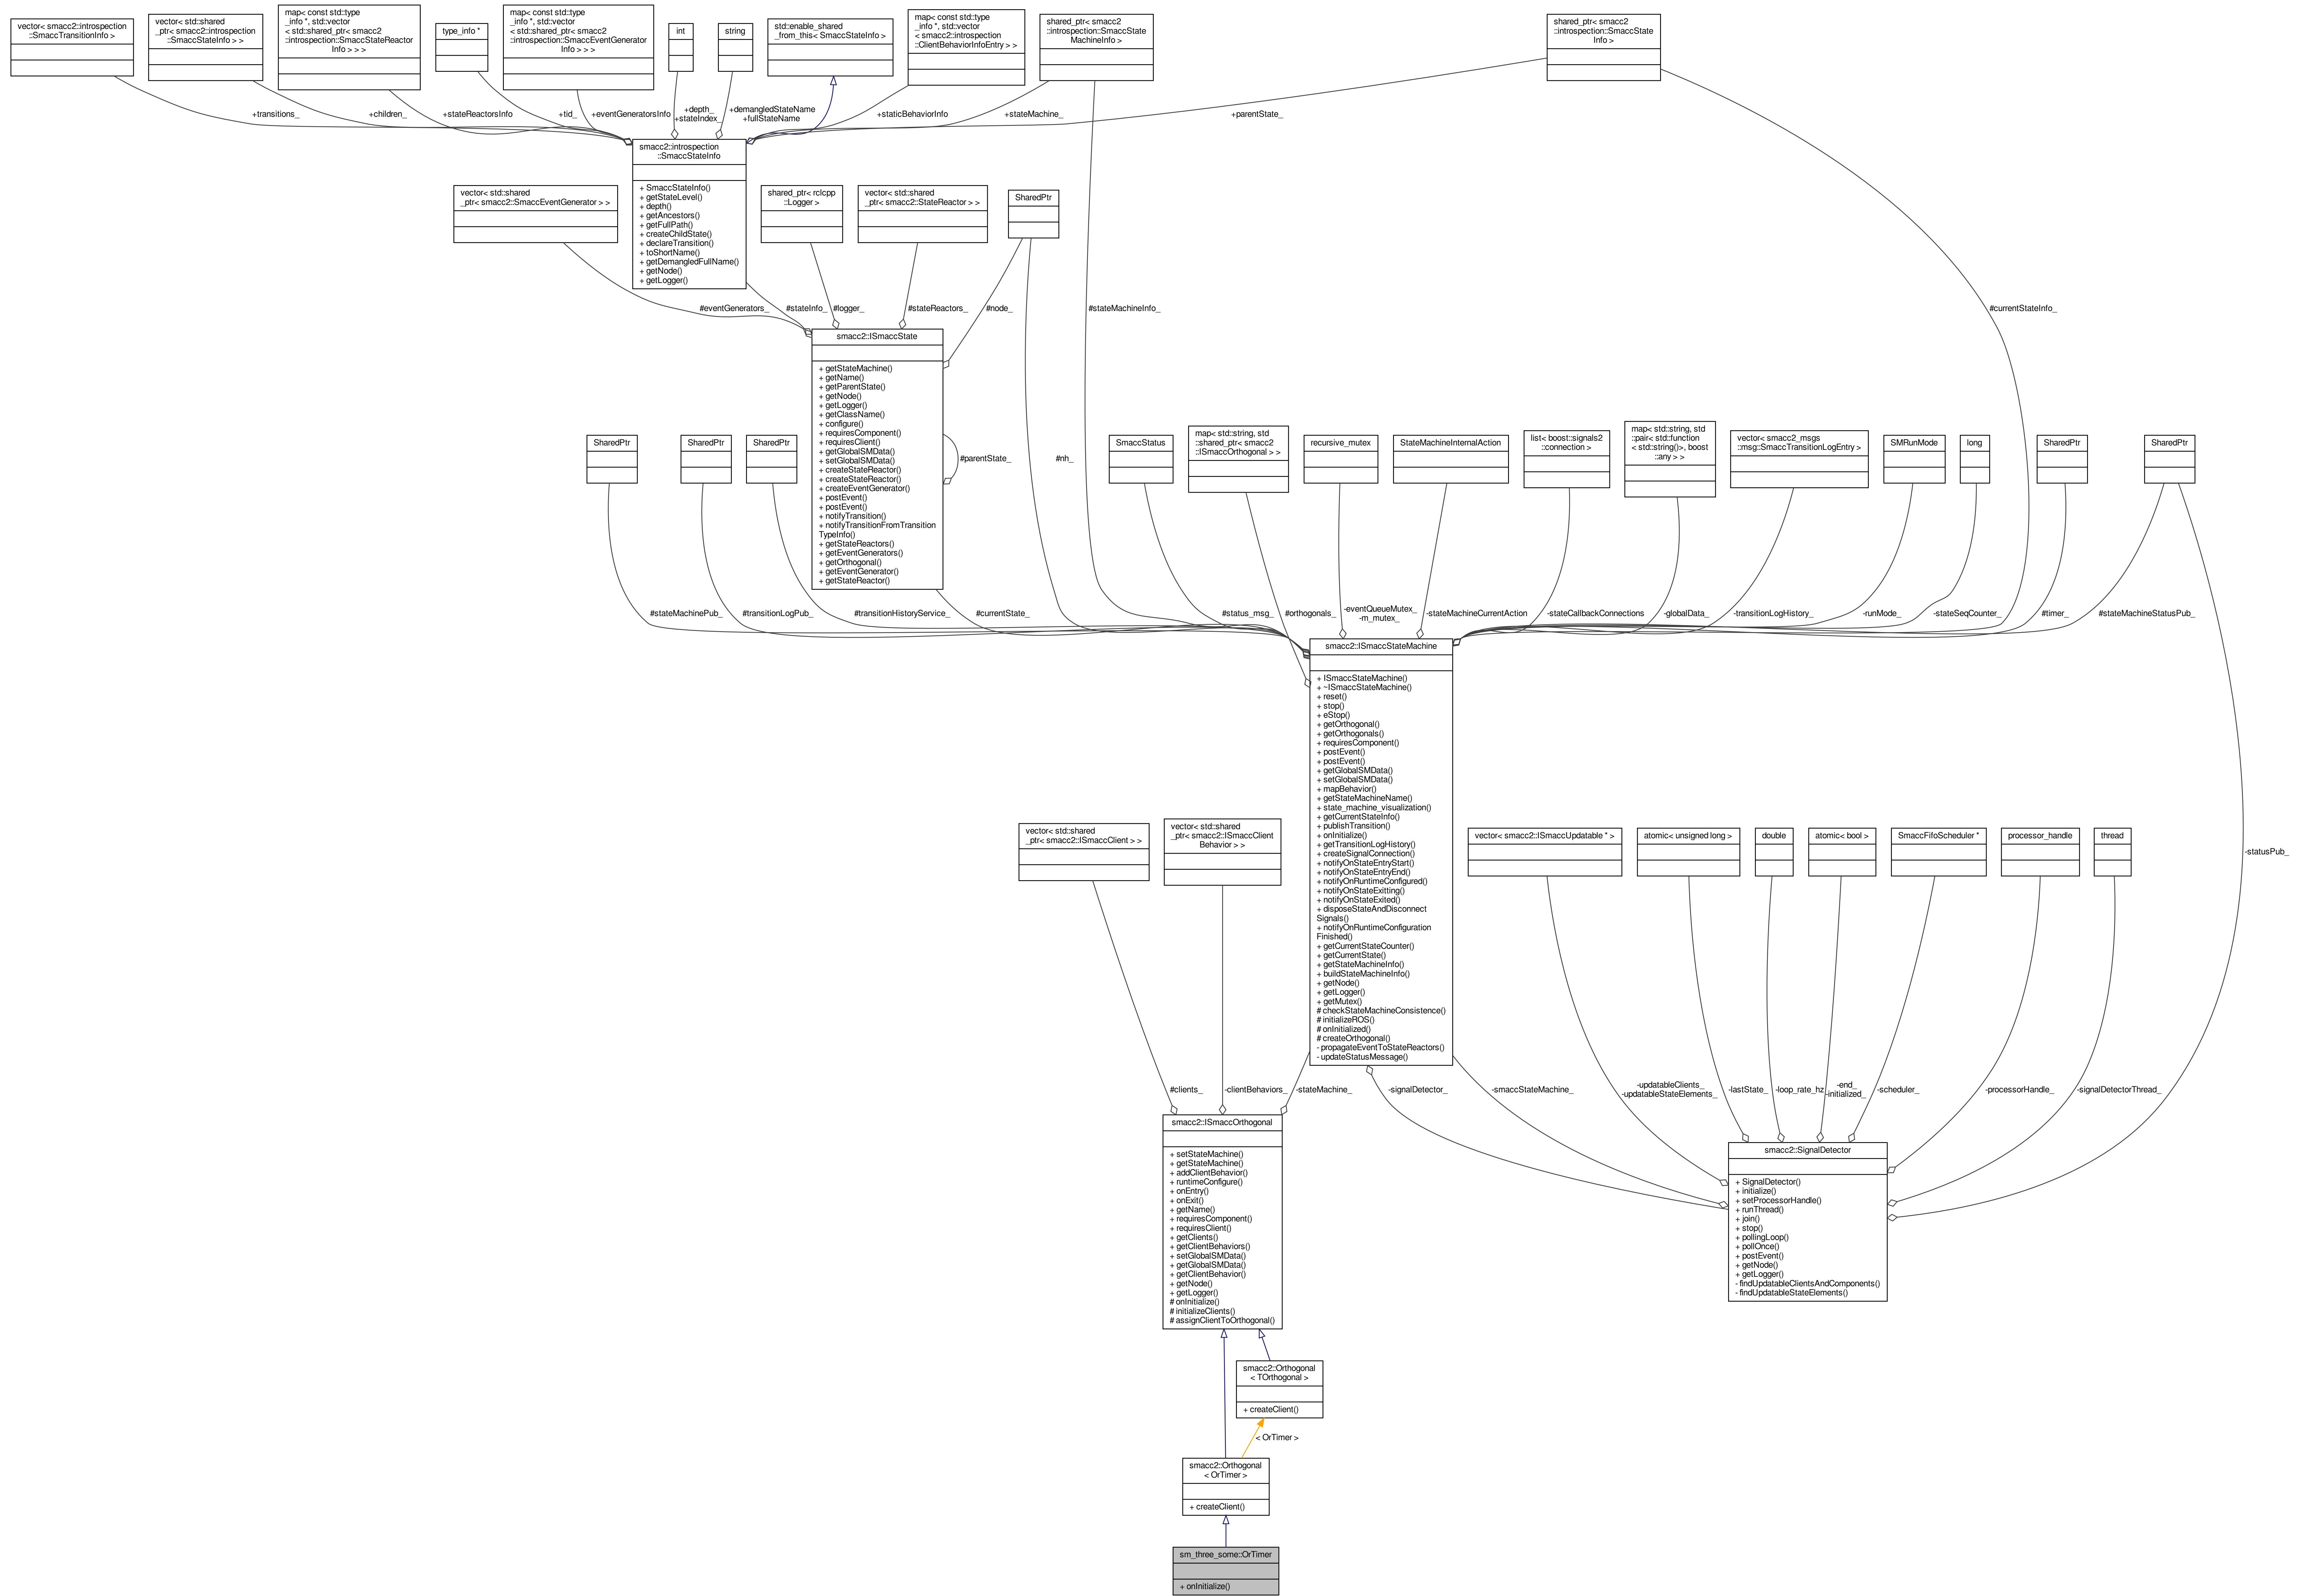 vector< smacc2::introspection
::SmaccTransitionInfo >
vector< std::shared
_ptr< smacc2::introspection
::SmaccStateInfo > >
map< const std::type
_info *, std::vector
< std::shared_ptr< smacc2
::introspection::SmaccStateReactor
Info > > >
type_info *
map< const std::type
_info *, std::vector
< std::shared_ptr< smacc2
::introspection::SmaccEventGenerator
Info > > >
int
string
std::enable_shared
_from_this< SmaccStateInfo >
map< const std::type
_info *, std::vector
< smacc2::introspection
::ClientBehaviorInfoEntry > >
shared_ptr< smacc2
::introspection::SmaccState
MachineInfo >
shared_ptr< smacc2
::introspection::SmaccState
Info >
+transitions_
+children_
+stateReactorsInfo
+tid_
+eventGeneratorsInfo
+depth_
+stateIndex_
+demangledStateName
+fullStateName
+staticBehaviorInfo
+stateMachine_
+parentState_
smacc2::introspection
::SmaccStateInfo
+ SmaccStateInfo()
+ getStateLevel()
+ depth()
+ getAncestors()
+ getFullPath()
+ createChildState()
+ declareTransition()
+ toShortName()
+ getDemangledFullName()
+ getNode()
+ getLogger()
vector< std::shared
_ptr< smacc2::SmaccEventGenerator > >
shared_ptr< rclcpp
::Logger >
vector< std::shared
_ptr< smacc2::StateReactor > >
SharedPtr
#eventGenerators_
#stateInfo_
#logger_
#stateReactors_
#node_
#stateMachineInfo_
#currentStateInfo_
smacc2::ISmaccState
+ getStateMachine()
+ getName()
+ getParentState()
+ getNode()
+ getLogger()
+ getClassName()
+ configure()
+ requiresComponent()
+ requiresClient()
+ getGlobalSMData()
+ setGlobalSMData()
+ createStateReactor()
+ createStateReactor()
+ createEventGenerator()
+ postEvent()
+ postEvent()
+ notifyTransition()
+ notifyTransitionFromTransition
TypeInfo()
+ getStateReactors()
+ getEventGenerators()
+ getOrthogonal()
+ getEventGenerator()
+ getStateReactor()
#parentState_
#nh_
SharedPtr
SharedPtr
SharedPtr
SmaccStatus
map< std::string, std
::shared_ptr< smacc2
::ISmaccOrthogonal > >
recursive_mutex
StateMachineInternalAction
list< boost::signals2
::connection >
map< std::string, std
::pair< std::function
< std::string()>, boost
::any > >
vector< smacc2_msgs
::msg::SmaccTransitionLogEntry >
SMRunMode
long
SharedPtr
SharedPtr
#stateMachinePub_
#transitionLogPub_
#transitionHistoryService_
#currentState_
#status_msg_
#orthogonals_
-eventQueueMutex_
-m_mutex_
-stateMachineCurrentAction
-stateCallbackConnections
-globalData_
-transitionLogHistory_
-runMode_
-stateSeqCounter_
#timer_
#stateMachineStatusPub_
smacc2::ISmaccStateMachine
+ ISmaccStateMachine()
+ ~ISmaccStateMachine()
+ reset()
+ stop()
+ eStop()
+ getOrthogonal()
+ getOrthogonals()
+ requiresComponent()
+ postEvent()
+ postEvent()
+ getGlobalSMData()
+ setGlobalSMData()
+ mapBehavior()
+ getStateMachineName()
+ state_machine_visualization()
+ getCurrentStateInfo()
+ publishTransition()
+ onInitialize()
+ getTransitionLogHistory()
+ createSignalConnection()
+ notifyOnStateEntryStart()
+ notifyOnStateEntryEnd()
+ notifyOnRuntimeConfigured()
+ notifyOnStateExitting()
+ notifyOnStateExited()
+ disposeStateAndDisconnect
Signals()
+ notifyOnRuntimeConfiguration
Finished()
+ getCurrentStateCounter()
+ getCurrentState()
+ getStateMachineInfo()
+ buildStateMachineInfo()
+ getNode()
+ getLogger()
+ getMutex()
# checkStateMachineConsistence()
# initializeROS()
# onInitialized()
# createOrthogonal()
- propagateEventToStateReactors()
- updateStatusMessage()
vector< std::shared
_ptr< smacc2::ISmaccClient > >
vector< std::shared
_ptr< smacc2::ISmaccClient
Behavior > >
vector< smacc2::ISmaccUpdatable * >
atomic< unsigned long >
double
atomic< bool >
SmaccFifoScheduler *
processor_handle
thread
-statusPub_
#clients_
-clientBehaviors_
-stateMachine_
-signalDetector_
-smaccStateMachine_
-updatableClients_
-updatableStateElements_
-lastState_
-loop_rate_hz
-end_
-initialized_
-scheduler_
-processorHandle_
-signalDetectorThread_
smacc2::ISmaccOrthogonal
+ setStateMachine()
+ getStateMachine()
+ addClientBehavior()
+ runtimeConfigure()
+ onEntry()
+ onExit()
+ getName()
+ requiresComponent()
+ requiresClient()
+ getClients()
+ getClientBehaviors()
+ setGlobalSMData()
+ getGlobalSMData()
+ getClientBehavior()
+ getNode()
+ getLogger()
# onInitialize()
# initializeClients()
# assignClientToOrthogonal()
smacc2::SignalDetector
+ SignalDetector()
+ initialize()
+ setProcessorHandle()
+ runThread()
+ join()
+ stop()
+ pollingLoop()
+ pollOnce()
+ postEvent()
+ getNode()
+ getLogger()
- findUpdatableClientsAndComponents()
- findUpdatableStateElements()
smacc2::Orthogonal
< TOrthogonal >
+ createClient()
< OrTimer >
smacc2::Orthogonal
< OrTimer >
+ createClient()
sm_three_some::OrTimer
+ onInitialize()